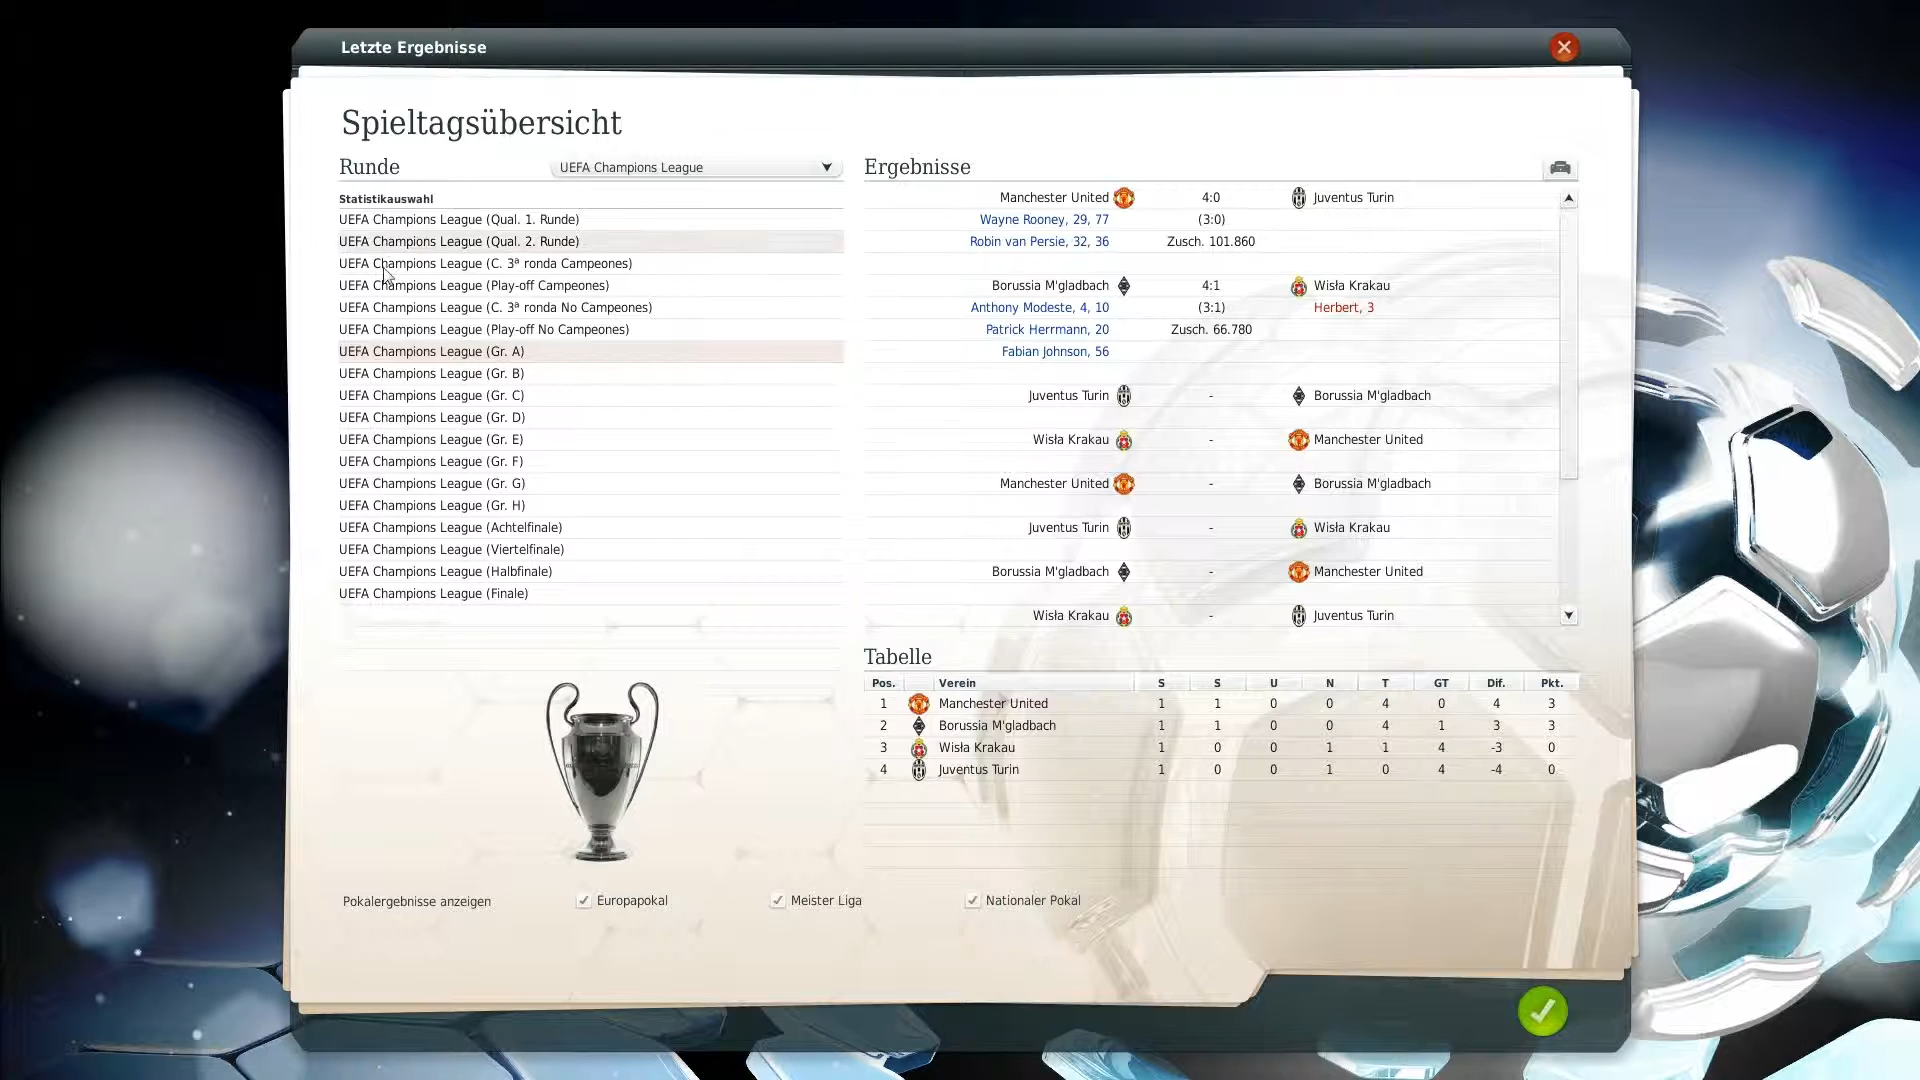 Letzte Ergebnisse
Spieltagsübersicht
Runde
UEFA Champions League
Statistikauswahl
UEFA Champions League (Qual. 1. Runde)
UEFA Champions League (Qual. 2. Runde)
UEFA Champions League (C. 3ª ronda Campeones)
UEFA Champions League (Play-off Campeones)
UEFA Champions League (C. 3ª ronda No Campeones)
UEFA Champions League (Play-off No Campeones)
UEFA Champions League (Gr. A)
UEFA Champions League (Gr. B)
UEFA Champions League (Gr. C)
UEFA Champions League (Gr. D)
UEFA Champions League (Gr. E)
UEFA Champions League (Gr. F)
UEFA Champions League (Gr. G)
UEFA Champions League (Gr. H)
UEFA Champions League (Achtelfinale)
UEFA Champions League (Viertelfinale)
UEFA Champions League (Halbfinale)
UEFA Champions League (Finale)
Ergebnisse
Manchester United 4:0 Juventus Turin
Wayne Rooney, 29, 77 (3:0)
Robin van Persie, 32, 36 Zusch. 101.860
Borussia M'gladbach 4:1 Wisła Krakau
Anthony Modeste, 4, 10 (3:1) Herbert, 3
Patrick Herrmann, 20 Zusch. 66.780
Fabian Johnson, 56
Juventus Turin - Borussia M'gladbach
Wisła Krakau - Manchester United
Manchester United - Borussia M'gladbach
Juventus Turin - Wisła Krakau
Borussia M'gladbach - Manchester United
Wisła Krakau - Juventus Turin
Tabelle
Pos. Verein S S U N T GT Dif. Pkt.
1 Manchester United 1 1 0 0 4 0 4 3
2 Borussia M'gladbach 1 1 0 0 4 1 3 3
3 Wisła Krakau 1 0 0 1 1 4 -3 0
4 Juventus Turin 1 0 0 1 0 4 -4 0
Pokalergebnisse anzeigen Europapokal Meister Liga Nationaler Pokal